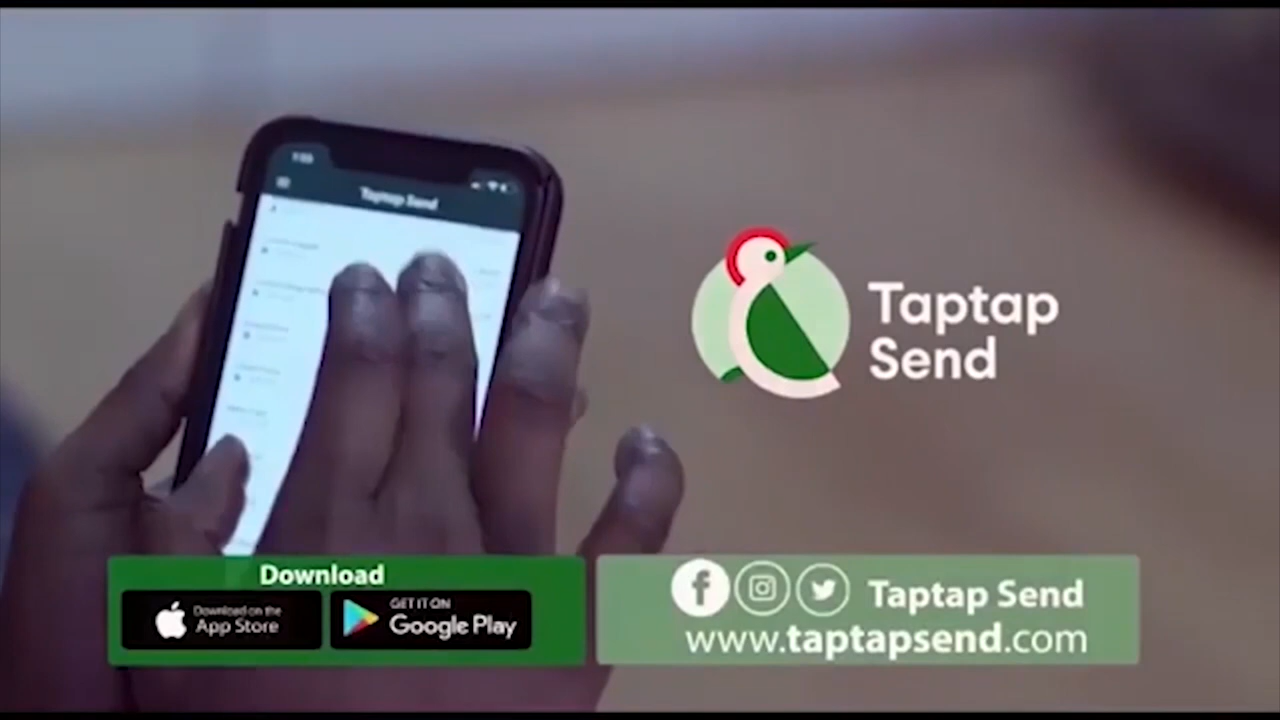 Taptap Send
Taptap
Send
Download
Download on the
App Store
GET IT ON
Google Play
Taptap Send
www.taptapsend.com